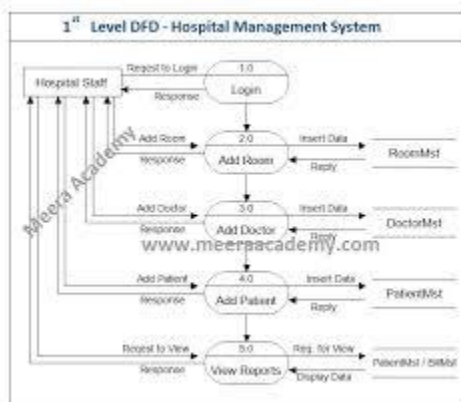 1st Level DFD - Hospital Management System
Hospital Staff
Reqest to Login
Response
1.0
Login
Add Room
Response
2.0
Add Room
Insert Data
Reply
RoomMst
Add Doctor
Response
3.0
Add Doctor
Insert Data
Reply
DoctorMst
Meera Academy
www.meeraacademy.com
Add Patient
Response
4.0
Add Patient
Insert Data
Reply
PatientMst
Reqest to View
Response
5.0
View Reports
Req. for View
Display Data
PatientMst / BillMst